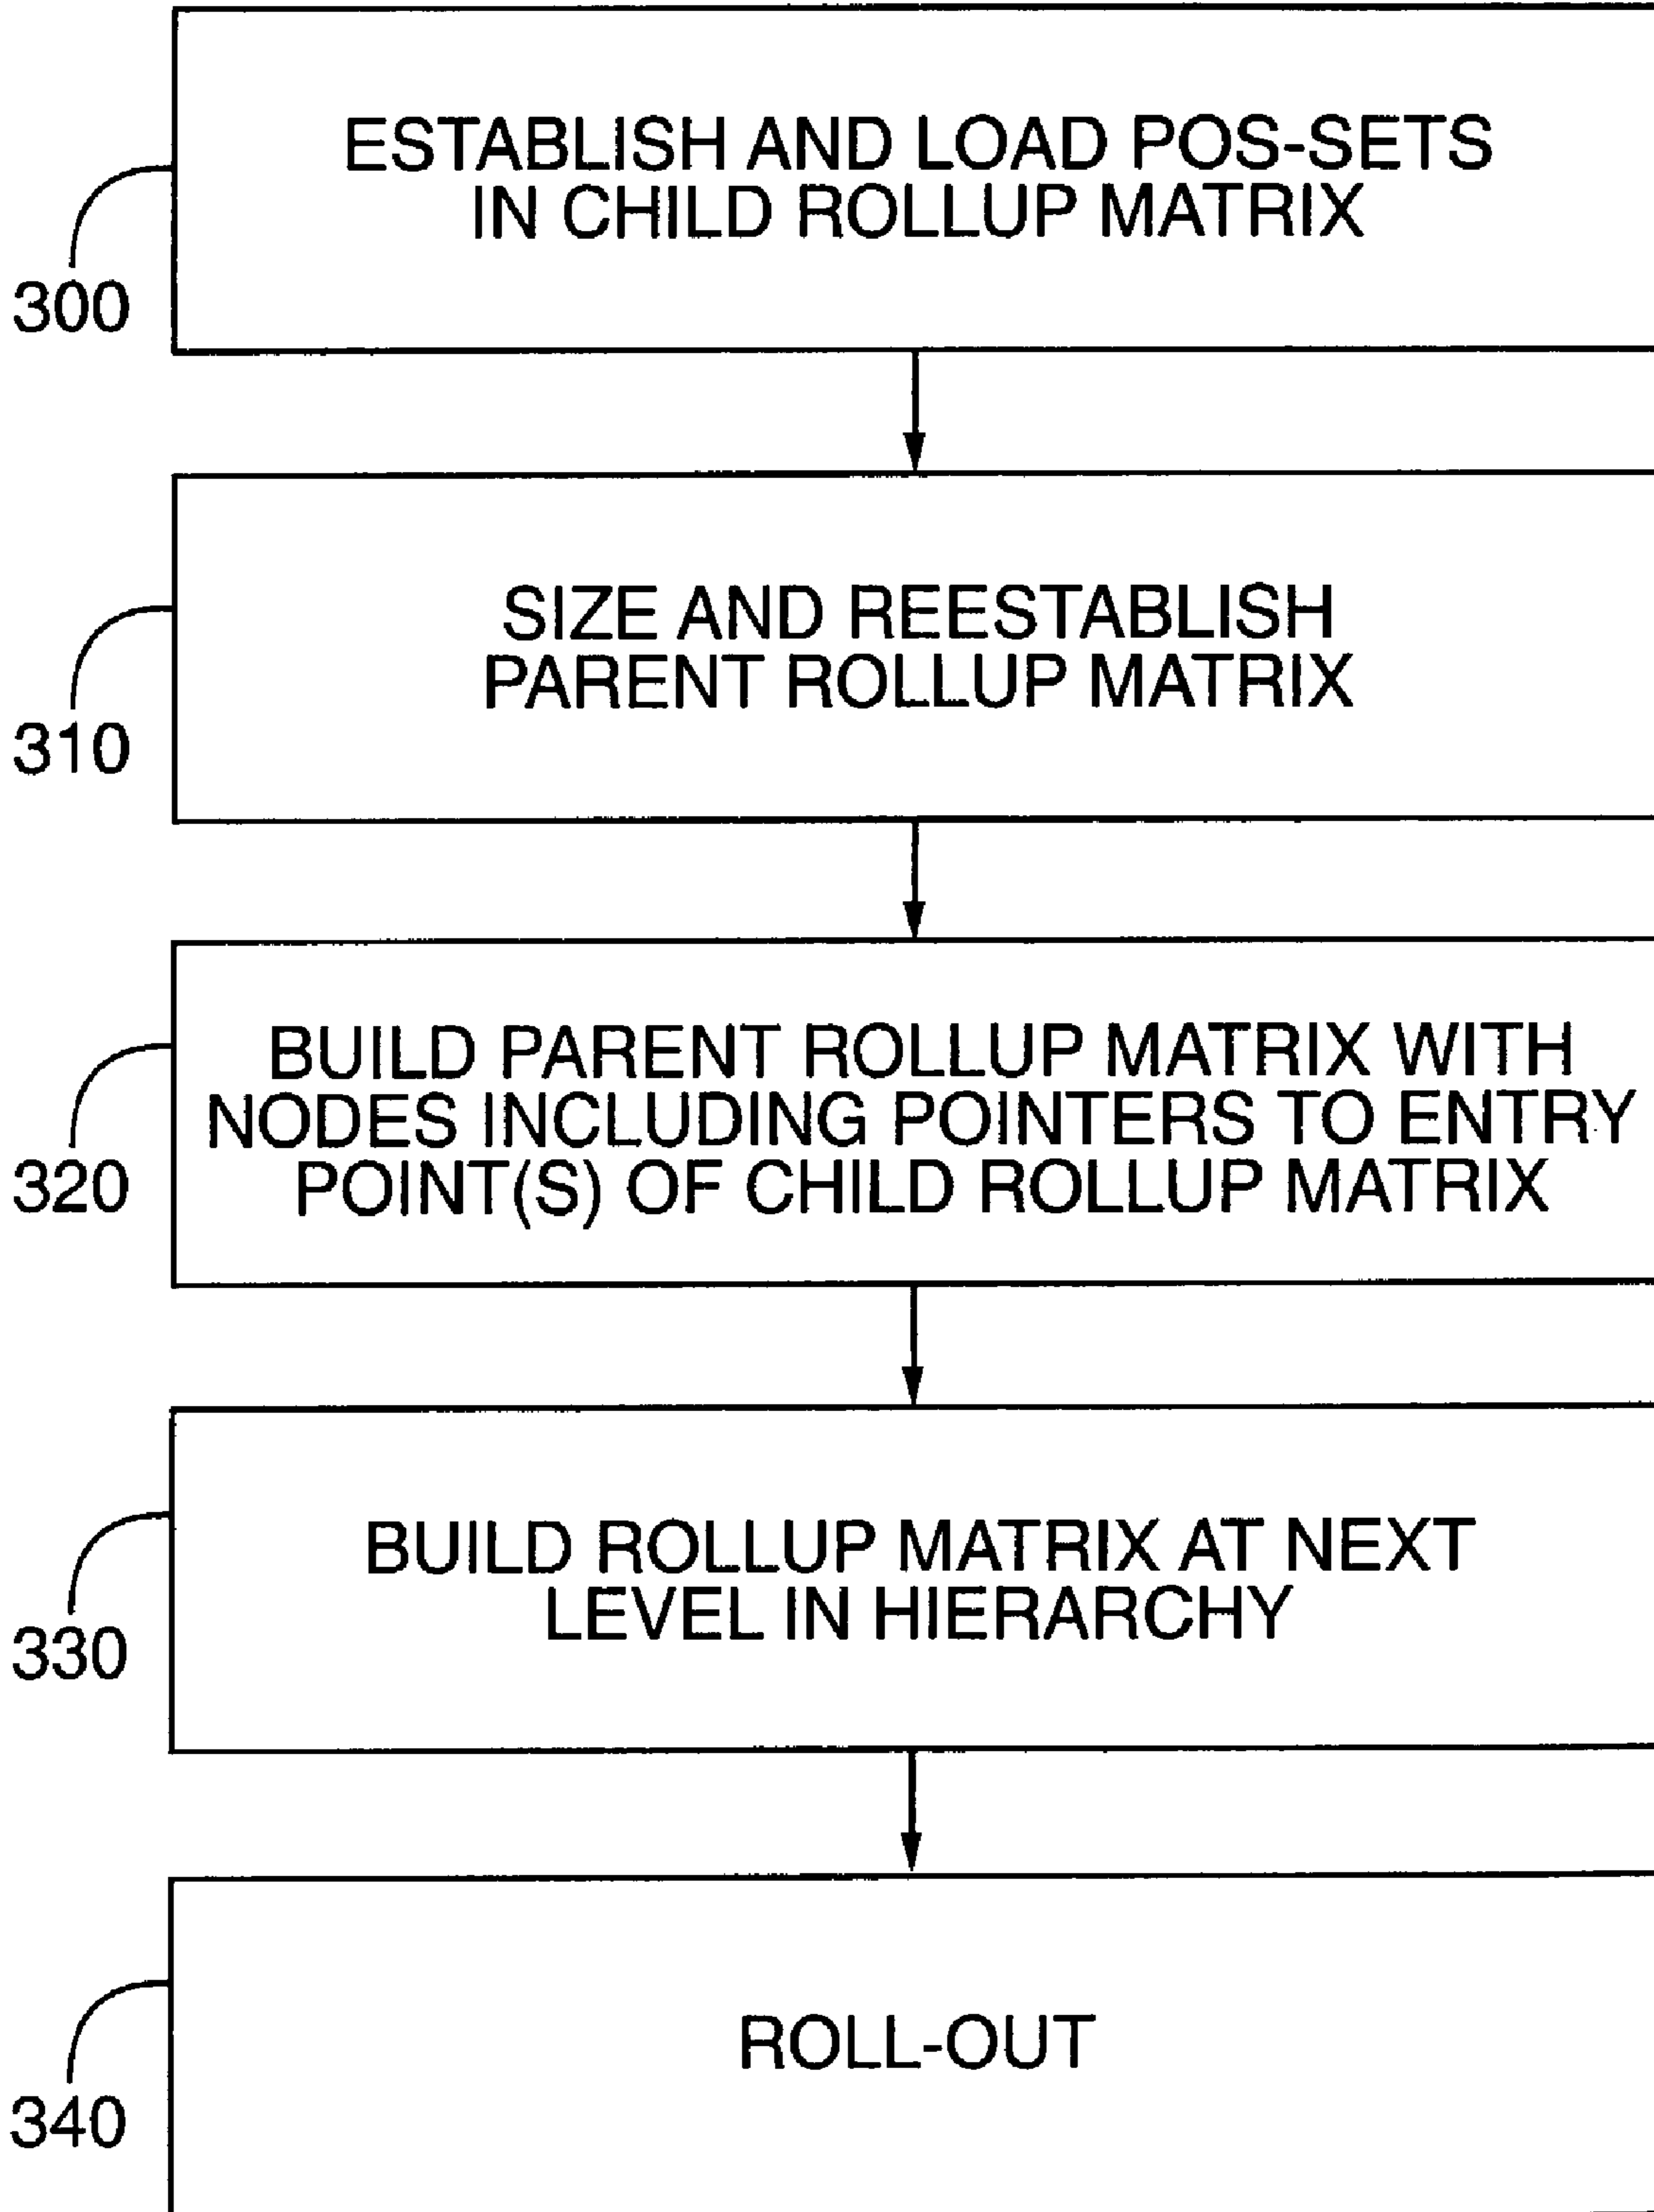 ESTABLISH AND LOAD POS-SETS
IN CHILD ROLLUP MATRIX
300
SIZE AND REESTABLISH
PARENT ROLLUP MATRIX
310
BUILD PARENT ROLLUP MATRIX WITH
NODES INCLUDING POINTERS TO ENTRY
POINT(S) OF CHILD ROLLUP MATRIX
320
BUILD ROLLUP MATRIX AT NEXT
LEVEL IN HIERARCHY
330
ROLL-OUT
340